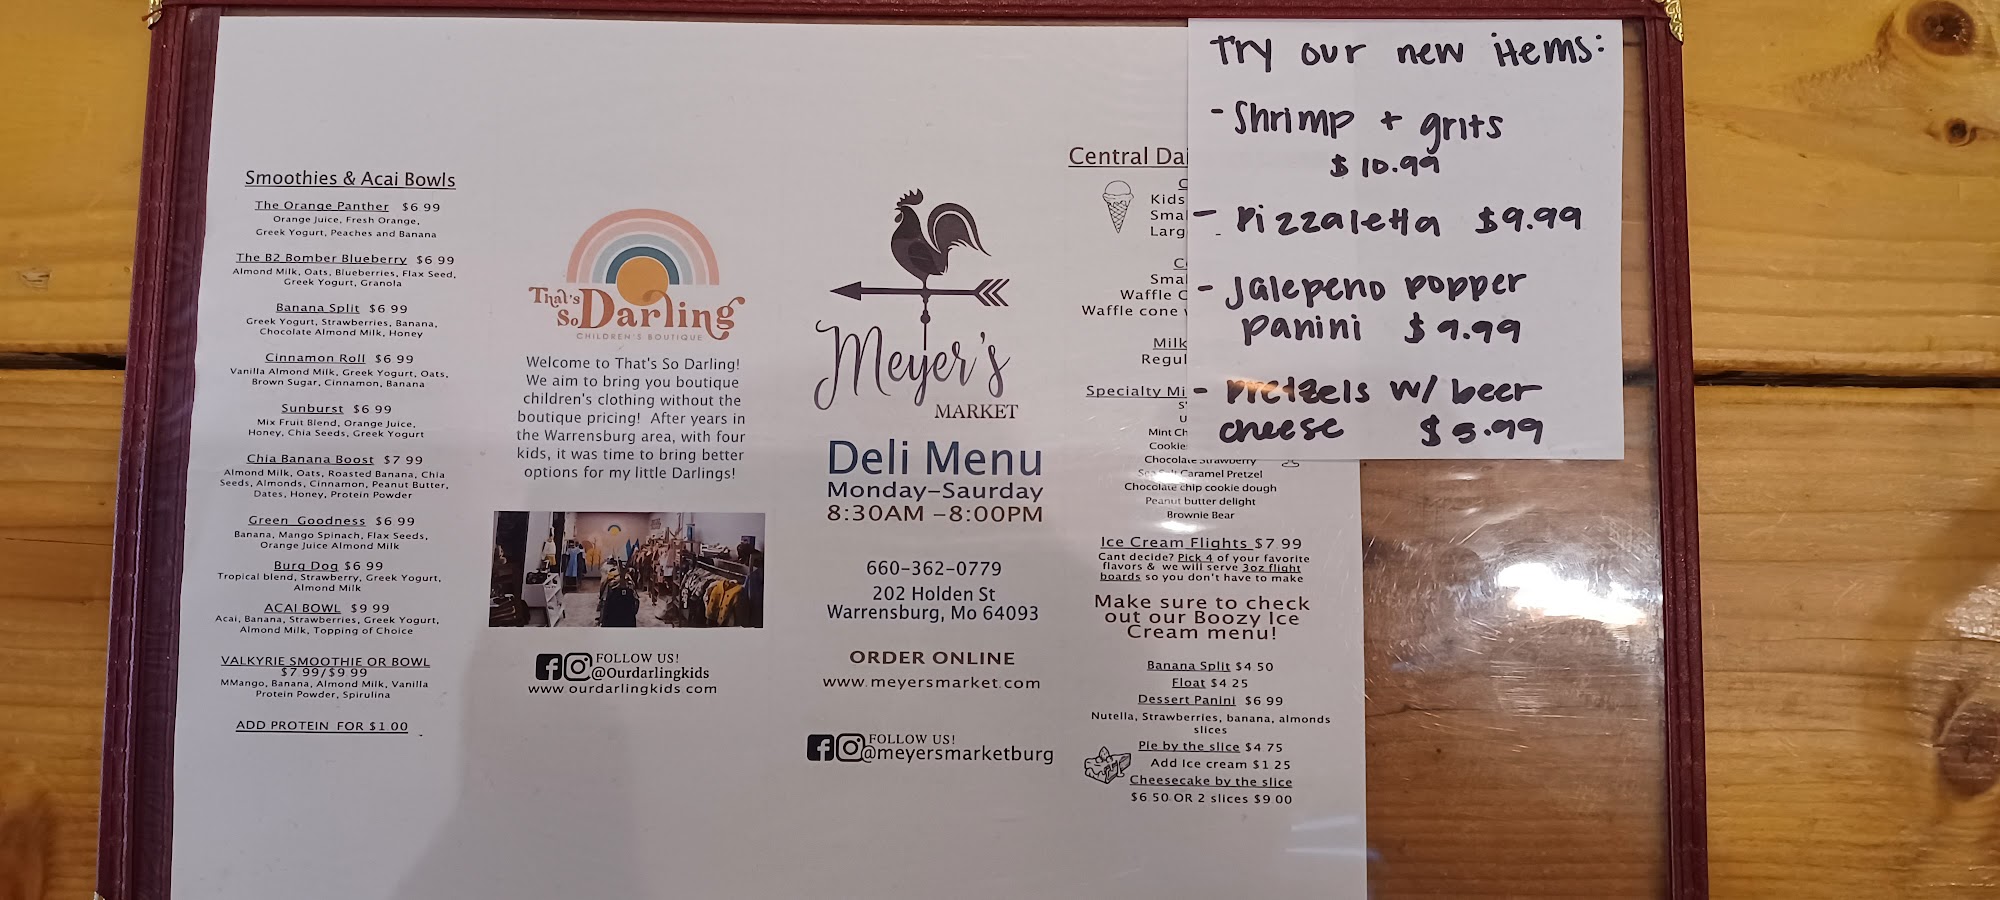 Smoothies & Acai Bowls
The Orange Panther $6 99
Orange Juice, Fresh Orange,
Greek Yogurt, Peaches and Banana
The B2 Bomber Blueberry $6 99
Almond Milk, Oats, Blueberries, Flax Seed,
Greek Yogurt, Granola
Banana Split $6 99
Greek Yogurt, Strawberries, Banana,
Chocolate Almond Milk, Honey
Cinnamon Roll $6 99
Vanilla Almond Milk, Greek Yogurt, Oats,
Brown Sugar, Cinnamon, Banana
Sunburst $6 99
Mix Fruit Blend, Orange Juice,
Honey, Chia Seeds, Greek Yogurt
Chia Banana Boost $7 99
Almond Milk, Oats, Roasted Banana, Chia
Seeds, Almonds, Cinnamon, Peanut Butter,
Dates, Honey, Protein Powder
Green Goodness $6 99
Banana, Mango Spinach, Flax Seeds,
Orange Juice Almond Milk
Burg Dog $6 99
Tropical blend, Strawberry, Greek Yogurt,
Almond Milk
ACAI BOWL $9 99
Acai, Banana, Strawberries, Greek Yogurt,
Almond Milk, Topping of Choice
VALKYRIE SMOOTHIE OR BOWL
$7 99/$9 99
MMango, Banana, Almond Milk, Vanilla
Protein Powder, Spirulina
ADD PROTEIN FOR $1 00
That's
So Darling
CHILDREN'S BOUTIQUE
Welcome to That's So Darling!
We aim to bring you boutique
children's clothing without the
boutique pricing! After years in
the Warrensburg area, with four
kids, it was time to bring better
options for my little Darlings!
FOLLOW US!
@Ourdarlingkids
www ourdarlingkids com
Meyer's
MARKET
Deli Menu
Monday–Saurday
8:30AM –8:00PM
660-362-0779
202 Holden St
Warrensburg, Mo 64093
ORDER ONLINE
www.meyersmarket.com
FOLLOW US!
@meyersmarketburg
Central Dai
C
Kids
Smal
Larg
C
Smal
Waffle C
Waffle cone
Milk
Regul
Specialty Mi
S'
U
Mint Ch
Cookie
Chocolate Strawberry
Sea Salt Caramel Pretzel
Chocolate chip cookie dough
Peanut butter delight
Brownie Bear
Ice Cream Flights $7 99
Cant decide? Pick 4 of your favorite
flavors & we will serve 3oz flight
boards so you don't have to make
Make sure to check
out our Boozy Ice
Cream menu!
Banana Split $4 50
Float $4 25
Dessert Panini $6 99
Nutella, Strawberries, banana, almonds
slices
Pie by the slice $4 75
Add Ice cream $1 25
Cheesecake by the slice
$6 50 OR 2 slices $9 00
Try our new items:
- Shrimp + grits
$10.99
- Pizzaletta $9.99
- Jalepeno popper
panini $9.99
- Pretzels w/ beer
cheese $5.99